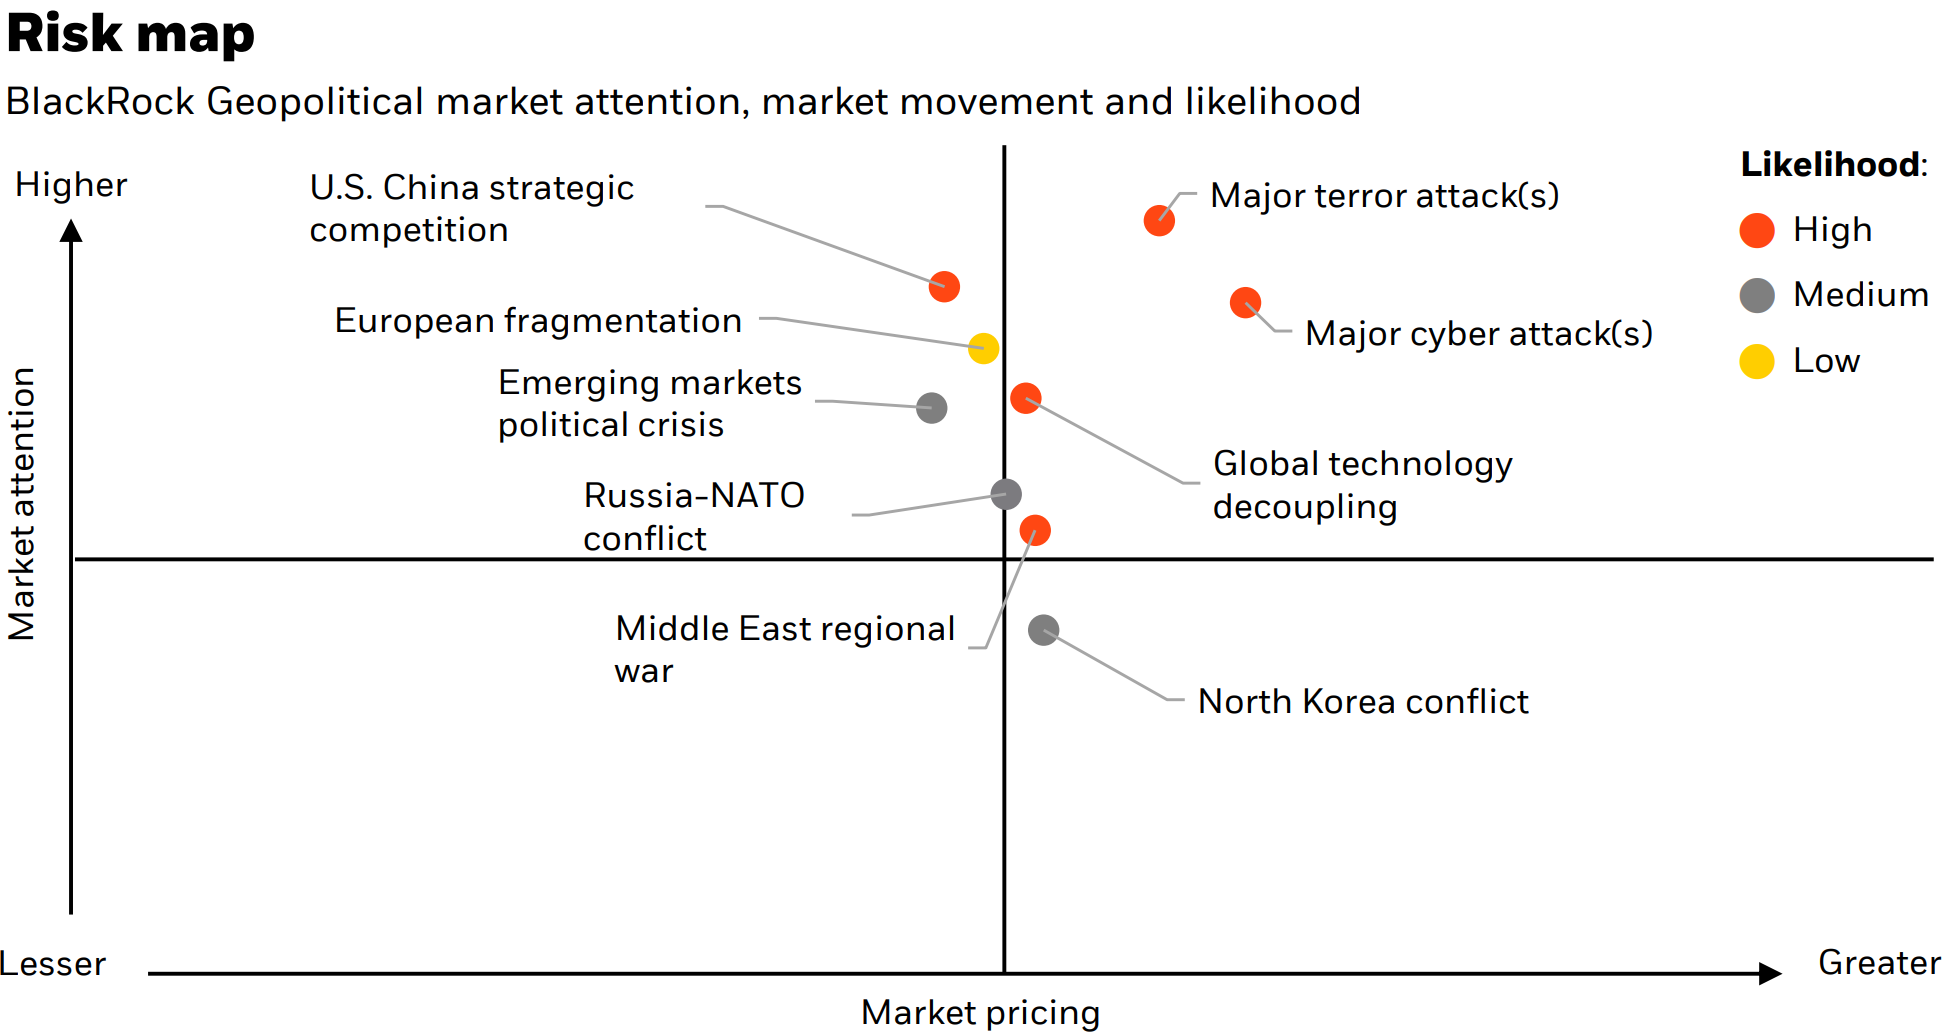 Risk map
BlackRock Geopolitical market attention, market movement and likelihood
Higher
Market attention
Lesser
U.S. China strategic
competition
European fragmentation
Emerging markets
political crisis
Russia-NATO
conflict
Middle East regional
war
Major terror attack(s)
Major cyber attack(s)
Global technology
decoupling
North Korea conflict
Likelihood:
High
Medium
Low
Greater
Market pricing